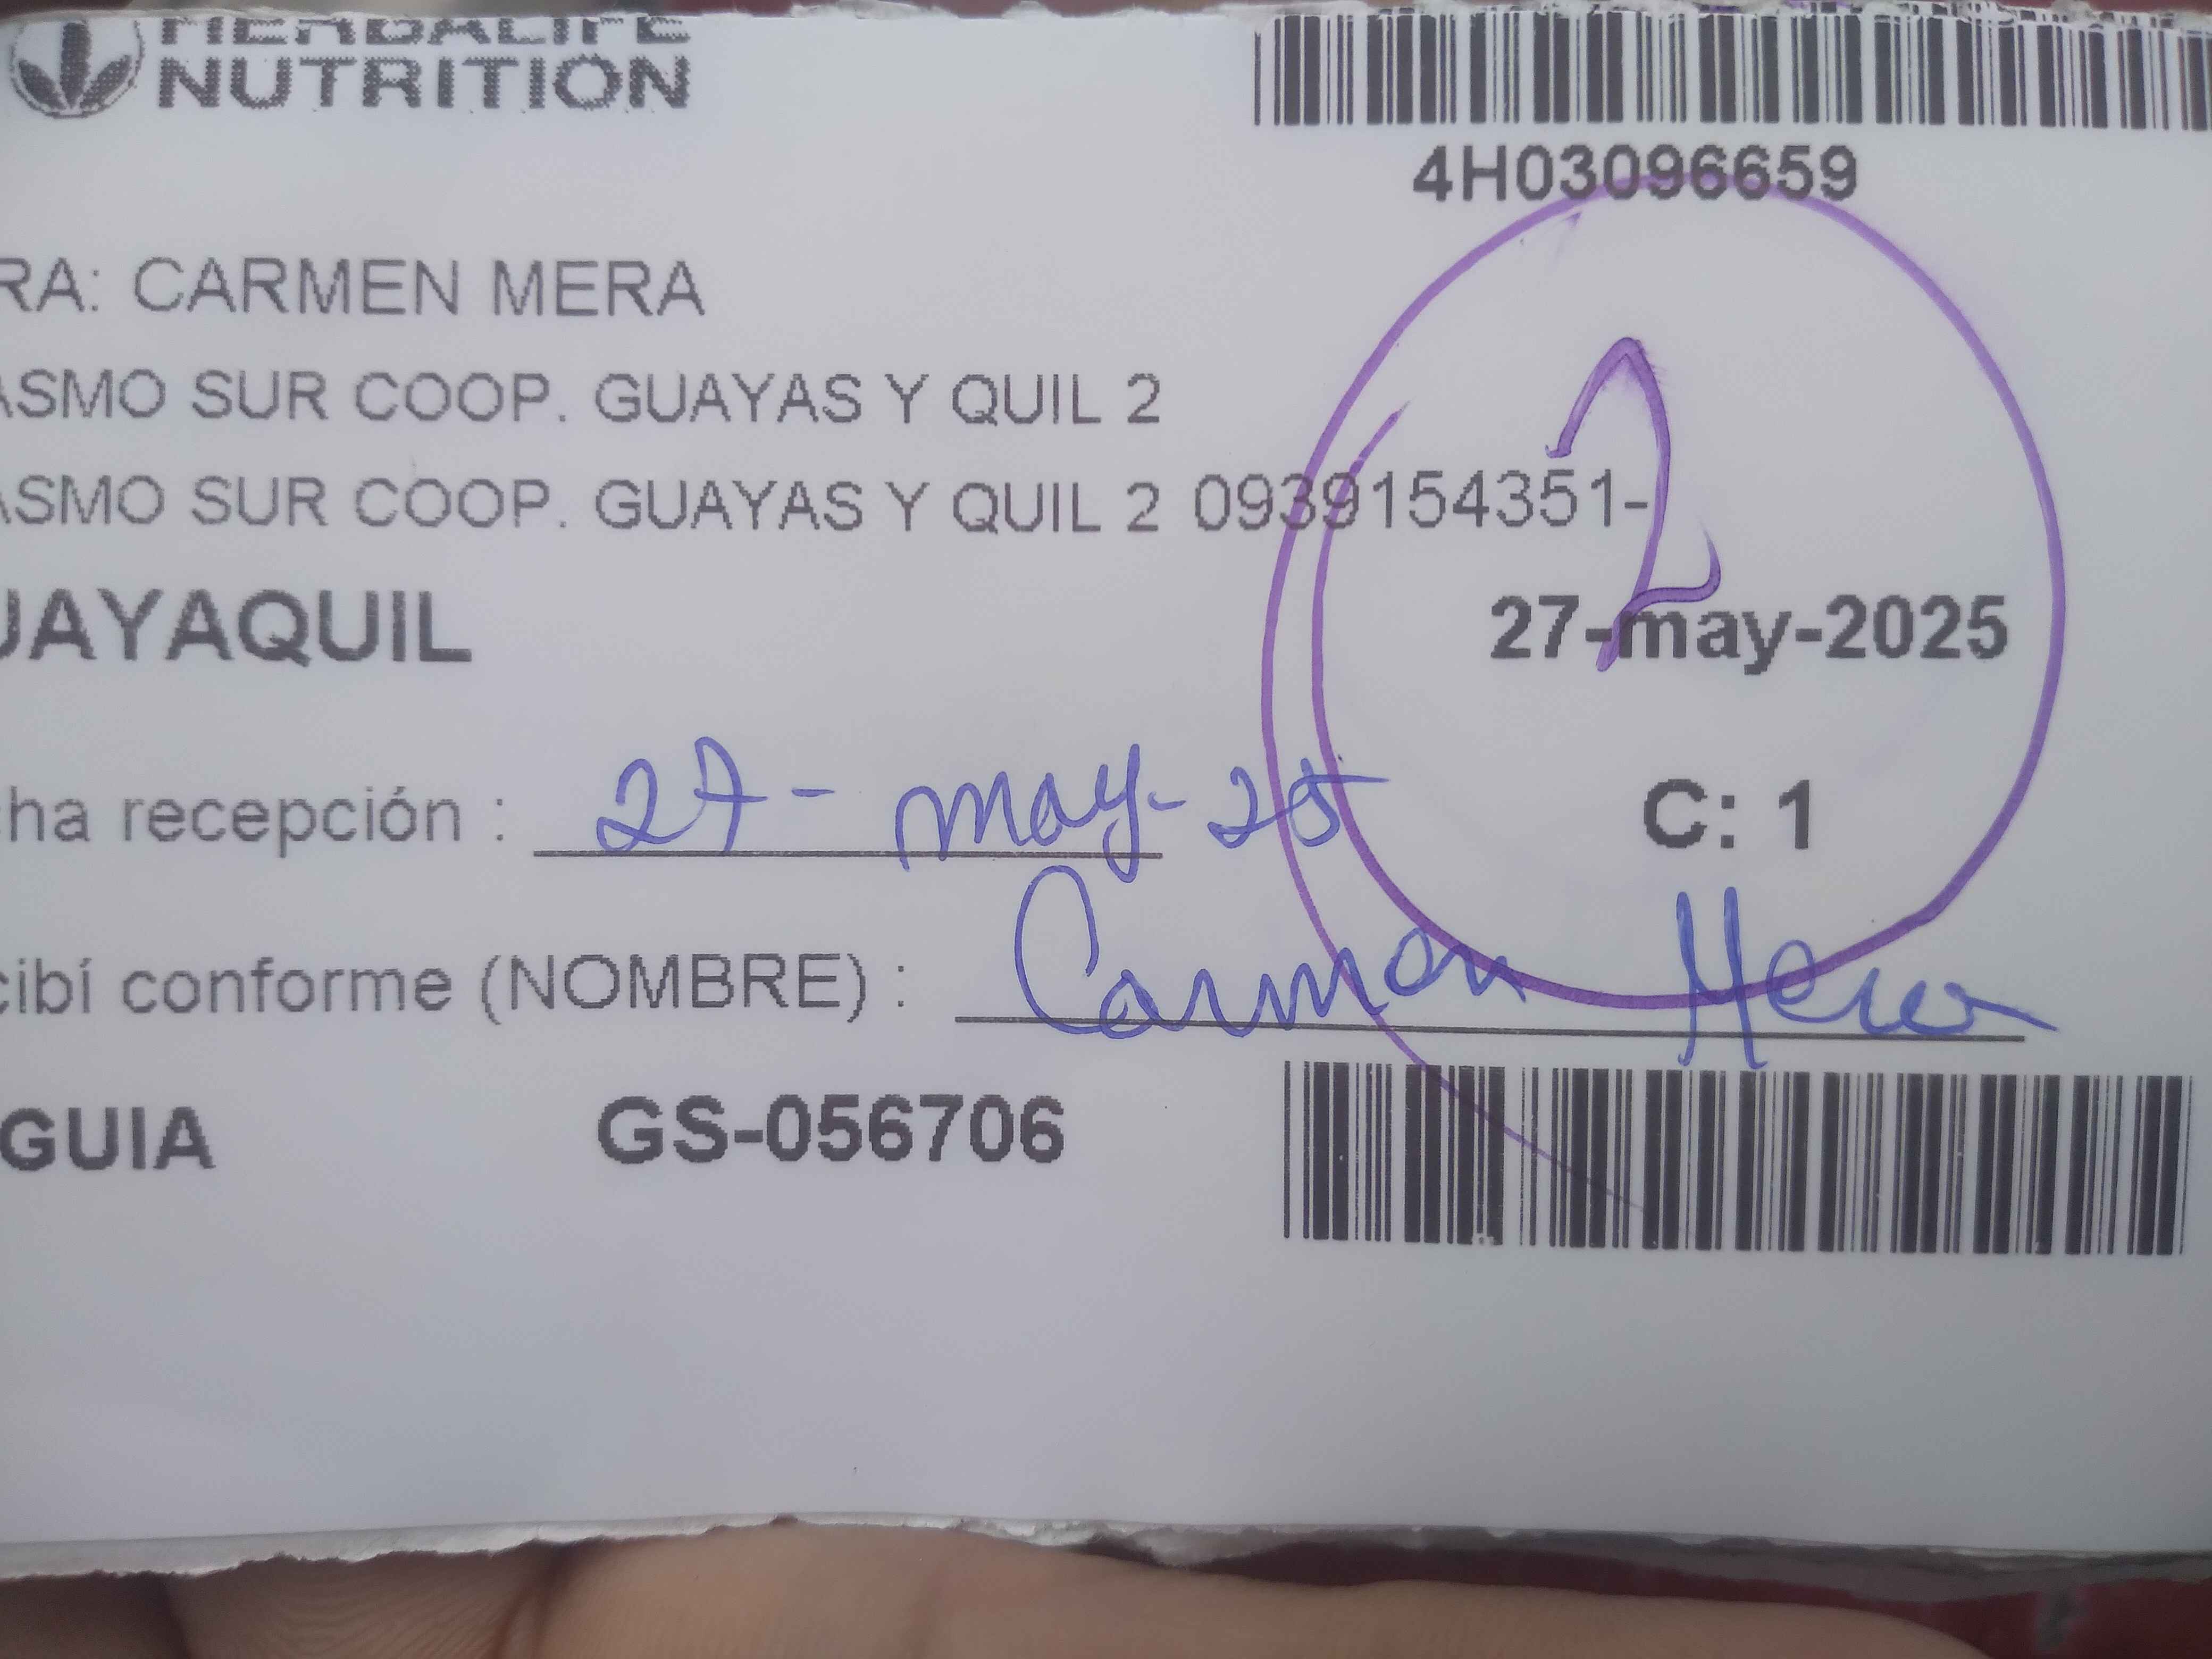 HERBALIFE
NUTRITION
4H03096659
RA: CARMEN MERA
ASMO SUR COOP. GUAYAS Y QUIL 2
ASMO SUR COOP. GUAYAS Y QUIL 2 0939154351-
2
UAYAQUIL
27-may-2025
cha recepción : 27- may- 25
C: 1
cibí conforme (NOMBRE) : Carmen Mera
GUIA GS-056706